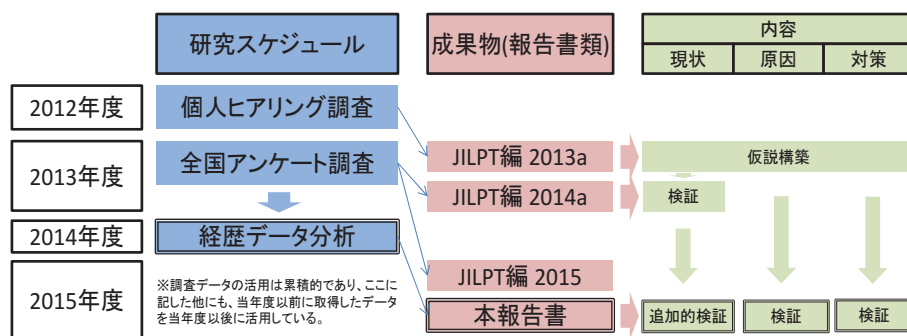 研究スケジュール
成果物(報告書類)
内容
現状
原因
対策
2012年度
個人ヒアリング調査
2013年度
全国アンケート調査
JILPT編 2013a
仮説構築
JILPT編 2014a
検証
2014年度
経歴データ分析
2015年度
※調査データの活用は累積的であり、ここに
記した他にも、当年度以前に取得したデータ
を当年度以後に活用している。
JILPT編 2015
本報告書
追加的検証
検証
検証